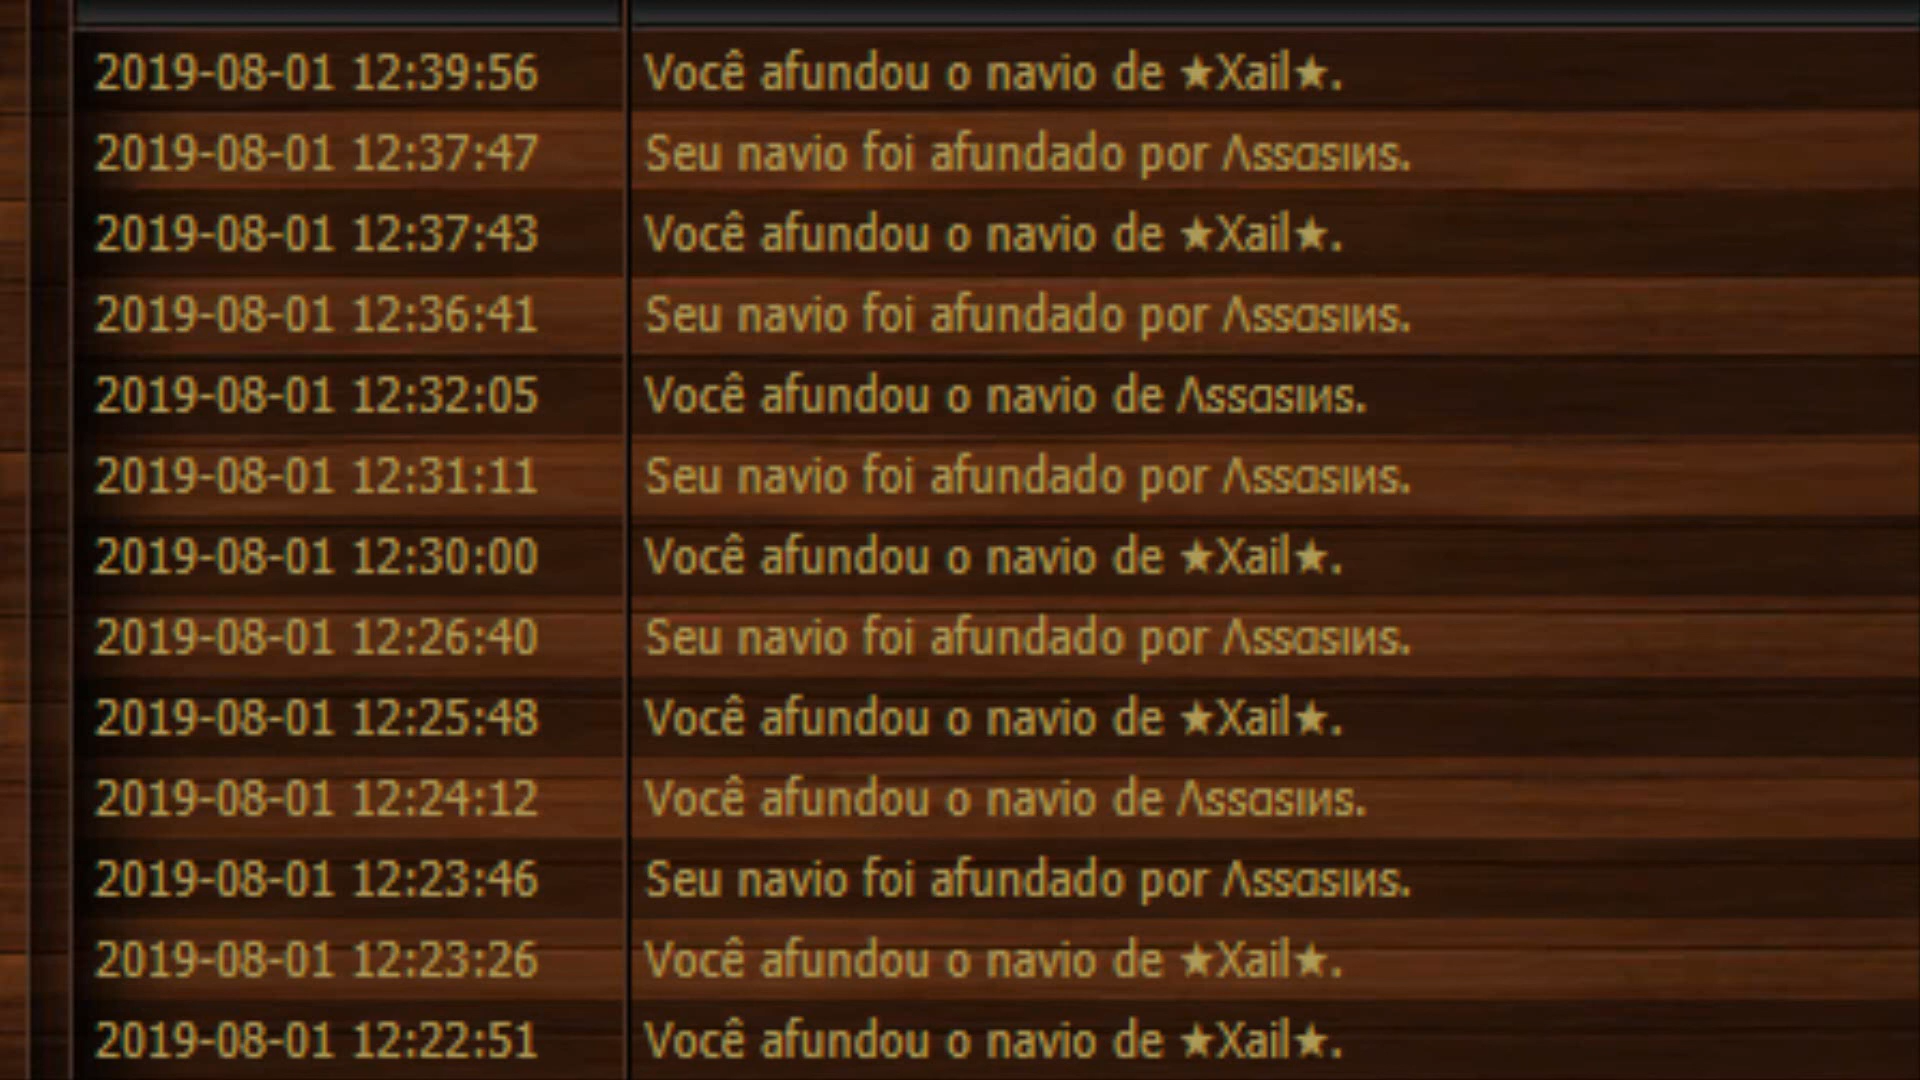 2019-08-01 12:39:56 Você afundou o navio de ★Xail★.
2019-08-01 12:37:47 Seu navio foi afundado por Λssɑsιиs.
2019-08-01 12:37:43 Você afundou o navio de ★Xail★.
2019-08-01 12:36:41 Seu navio foi afundado por Λssɑsιиs.
2019-08-01 12:32:05 Você afundou o navio de Λssɑsιиs.
2019-08-01 12:31:11 Seu navio foi afundado por Λssɑsιиs.
2019-08-01 12:30:00 Você afundou o navio de ★Xail★.
2019-08-01 12:26:40 Seu navio foi afundado por Λssɑsιиs.
2019-08-01 12:25:48 Você afundou o navio de ★Xail★.
2019-08-01 12:24:12 Você afundou o navio de Λssɑsιиs.
2019-08-01 12:23:46 Seu navio foi afundado por Λssɑsιиs.
2019-08-01 12:23:26 Você afundou o navio de ★Xail★.
2019-08-01 12:22:51 Você afundou o navio de ★Xail★.